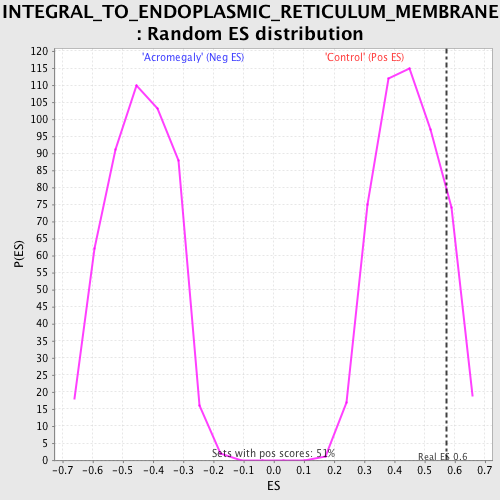 INTEGRAL_TO_ENDOPLASMIC_RETICULUM_MEMBRANE
: Random ES distribution
120
115
110
105
100
95
90
85
80
75
70
65
60
55
50
45
40
35
30
25
20
15
10
5
0
P(ES)
'Acromegaly' (Neg ES)
'Control' (Pos ES)
Sets with pos scores: 51%
Real ES 0.6
-0.7 -0.6 -0.5 -0.4 -0.3 -0.2 -0.1 0.0 0.1 0.2 0.3 0.4 0.5 0.6 0.7
ES